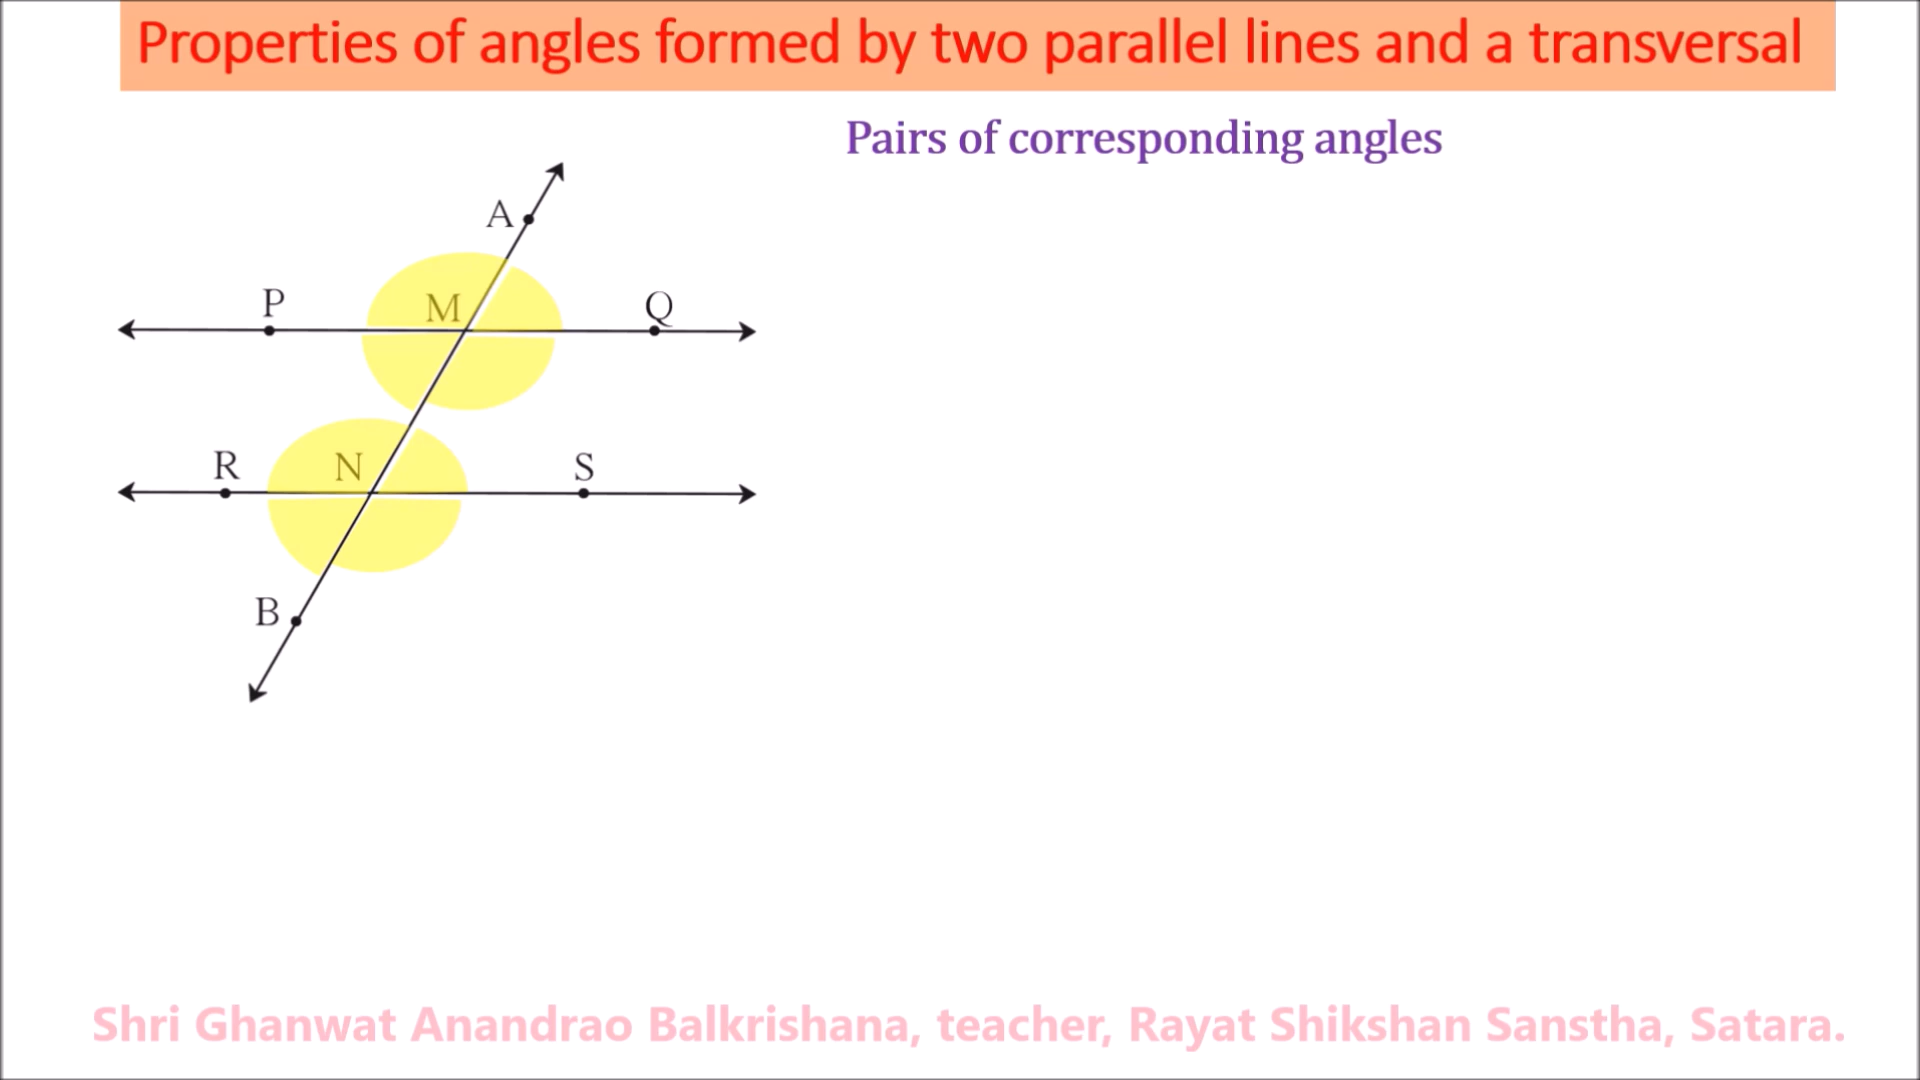 Properties of angles formed by two parallel lines and a transversal
Pairs of corresponding angles
A
P
M
Q
R
N
S
B
Shri Ghanwat Anandrao Balkrishana, teacher, Rayat Shikshan Sanstha, Satara.